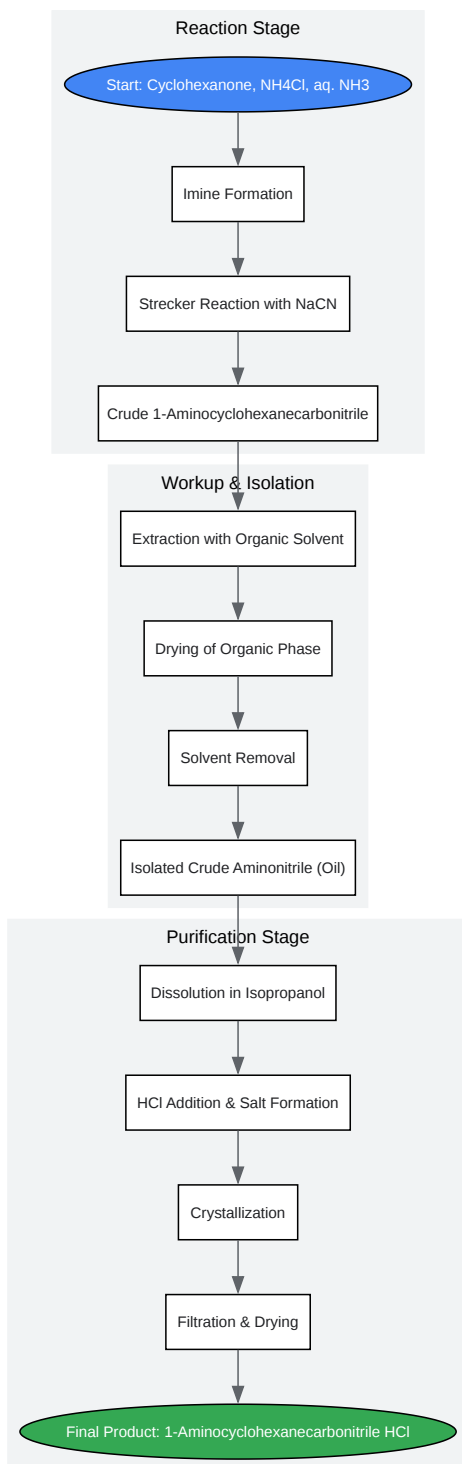 Reaction Stage
Start: Cyclohexanone, NH4Cl, aq. NH3
Imine Formation
Strecker Reaction with NaCN
Crude 1-Aminocyclohexanecarbonitrile
Workup & Isolation
Extraction with Organic Solvent
Drying of Organic Phase
Solvent Removal
Isolated Crude Aminonitrile (Oil)
Purification Stage
Dissolution in Isopropanol
HCl Addition & Salt Formation
Crystallization
Filtration & Drying
Final Product: 1-Aminocyclohexanecarbonitrile HCl